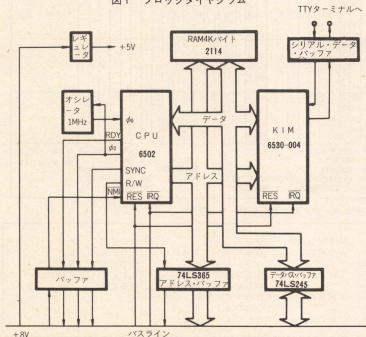 図1 ブロックダイヤグラム
TTYターミナルへ
レギュ
レータ
+5V
RAM4Kバイト
2114
シリアル・データ
・バッファ
オシレ
ータ
1MHz
φ0
CPU
6502
RDY
φ2
SYNC
R/W
NMI
RES IRQ
データ
アドレス
KIM
6530-004
RES IRQ
バッファ
74LS365
アドレス・バッファ
データバス・バッファ
74LS245
+8V
バスライン